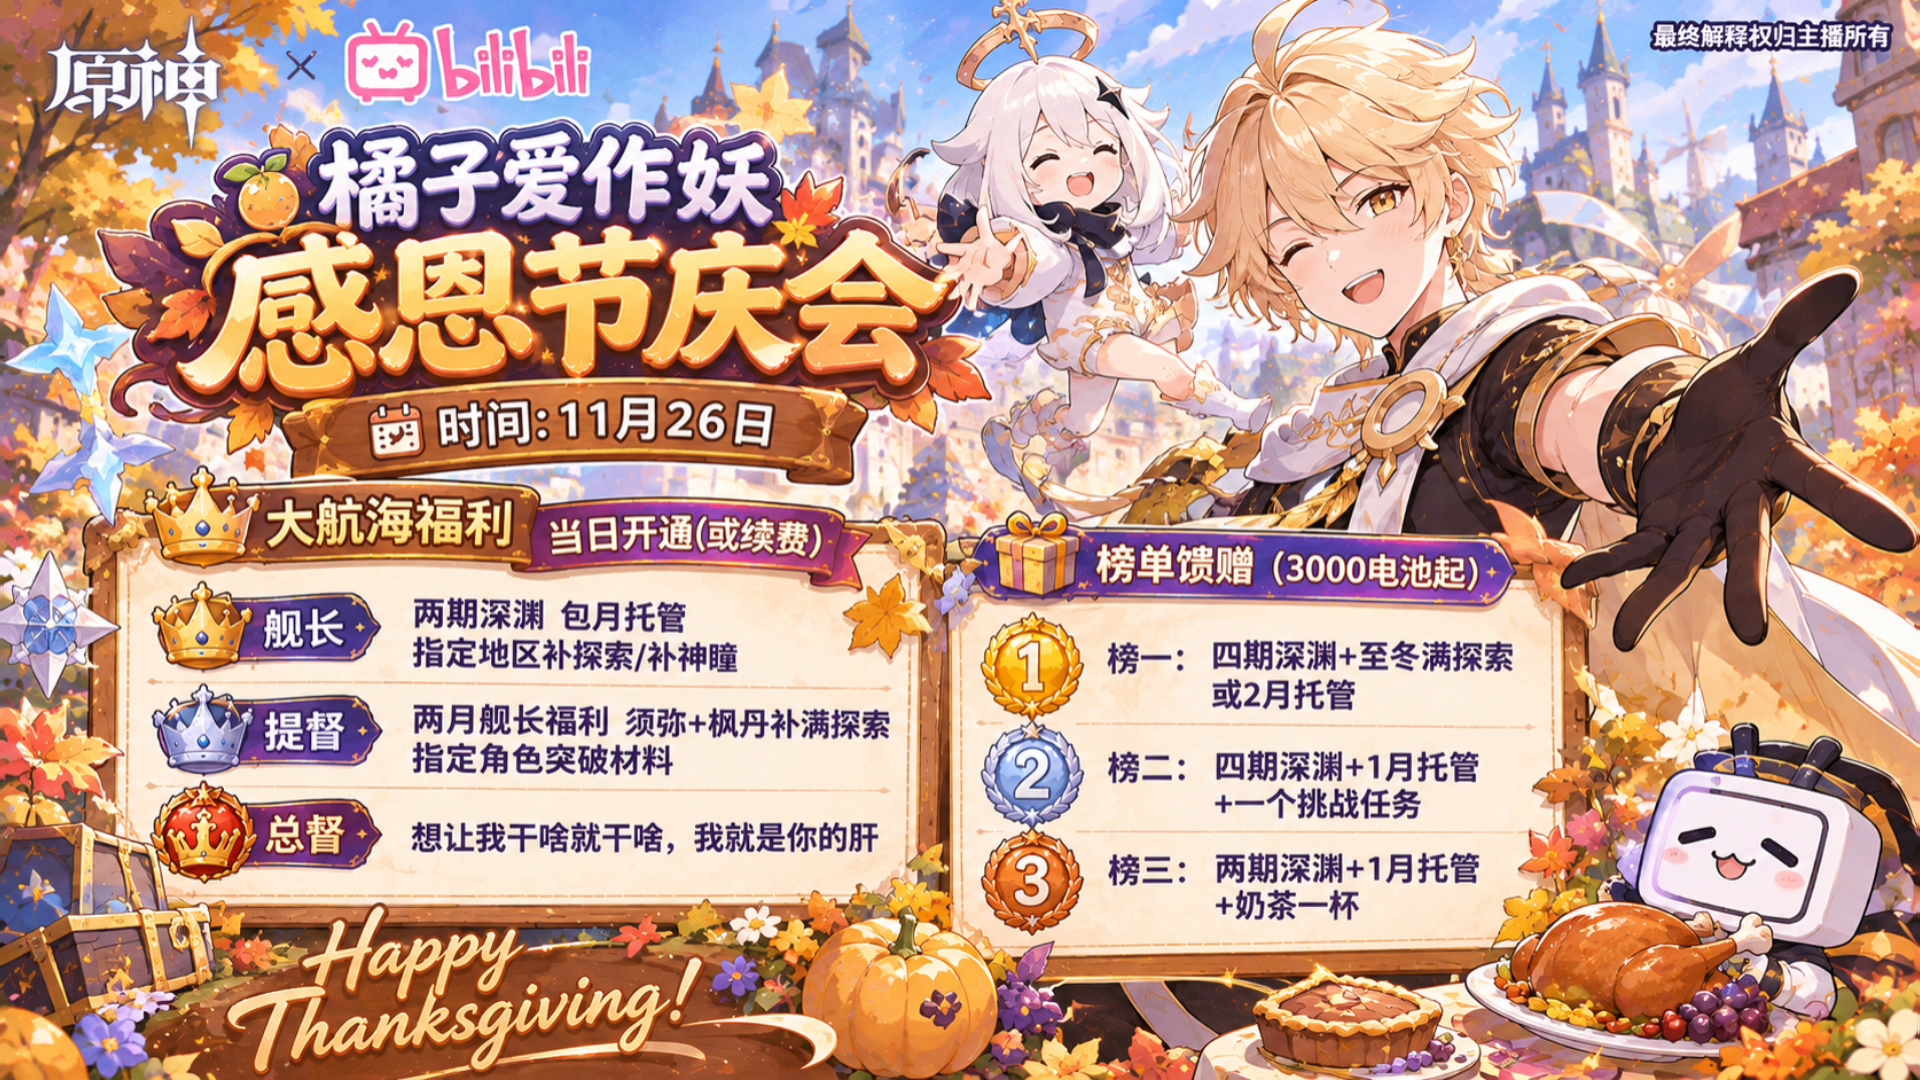 原神 × bilibili
最终解释权归主播所有
橘子爱作妖
感恩节庆会
时间:11月26日
大航海福利 当日开通(或续费)
舰长 两期深渊 包月托管
指定地区补探索/补神瞳
提督 两月舰长福利 须弥+枫丹补满探索
指定角色突破材料
总督 想让我干啥就干啥，我就是你的肝
榜单馈赠（3000电池起）
1 榜一： 四期深渊+至冬满探索
或2月托管
2 榜二： 四期深渊+1月托管
+一个挑战任务
3 榜三： 两期深渊+1月托管
+奶茶一杯
Happy
Thanksgiving!